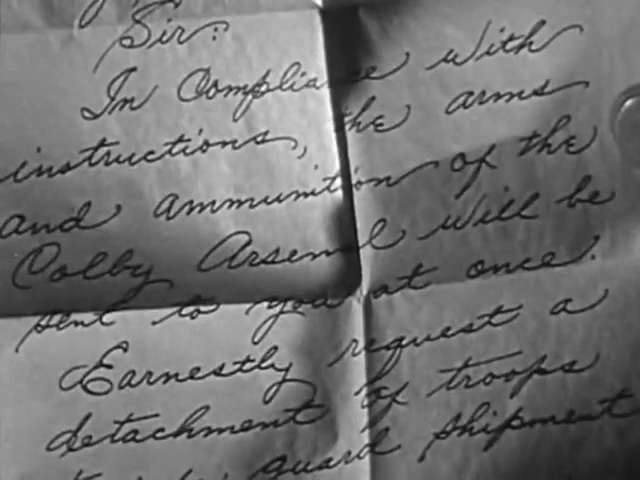 Sir:
In Compliance with
instructions, the arms
and ammunition of the
Colby Arsenal will be
sent to you at once.
Earnestly request a
detachment of troops
guard shipment